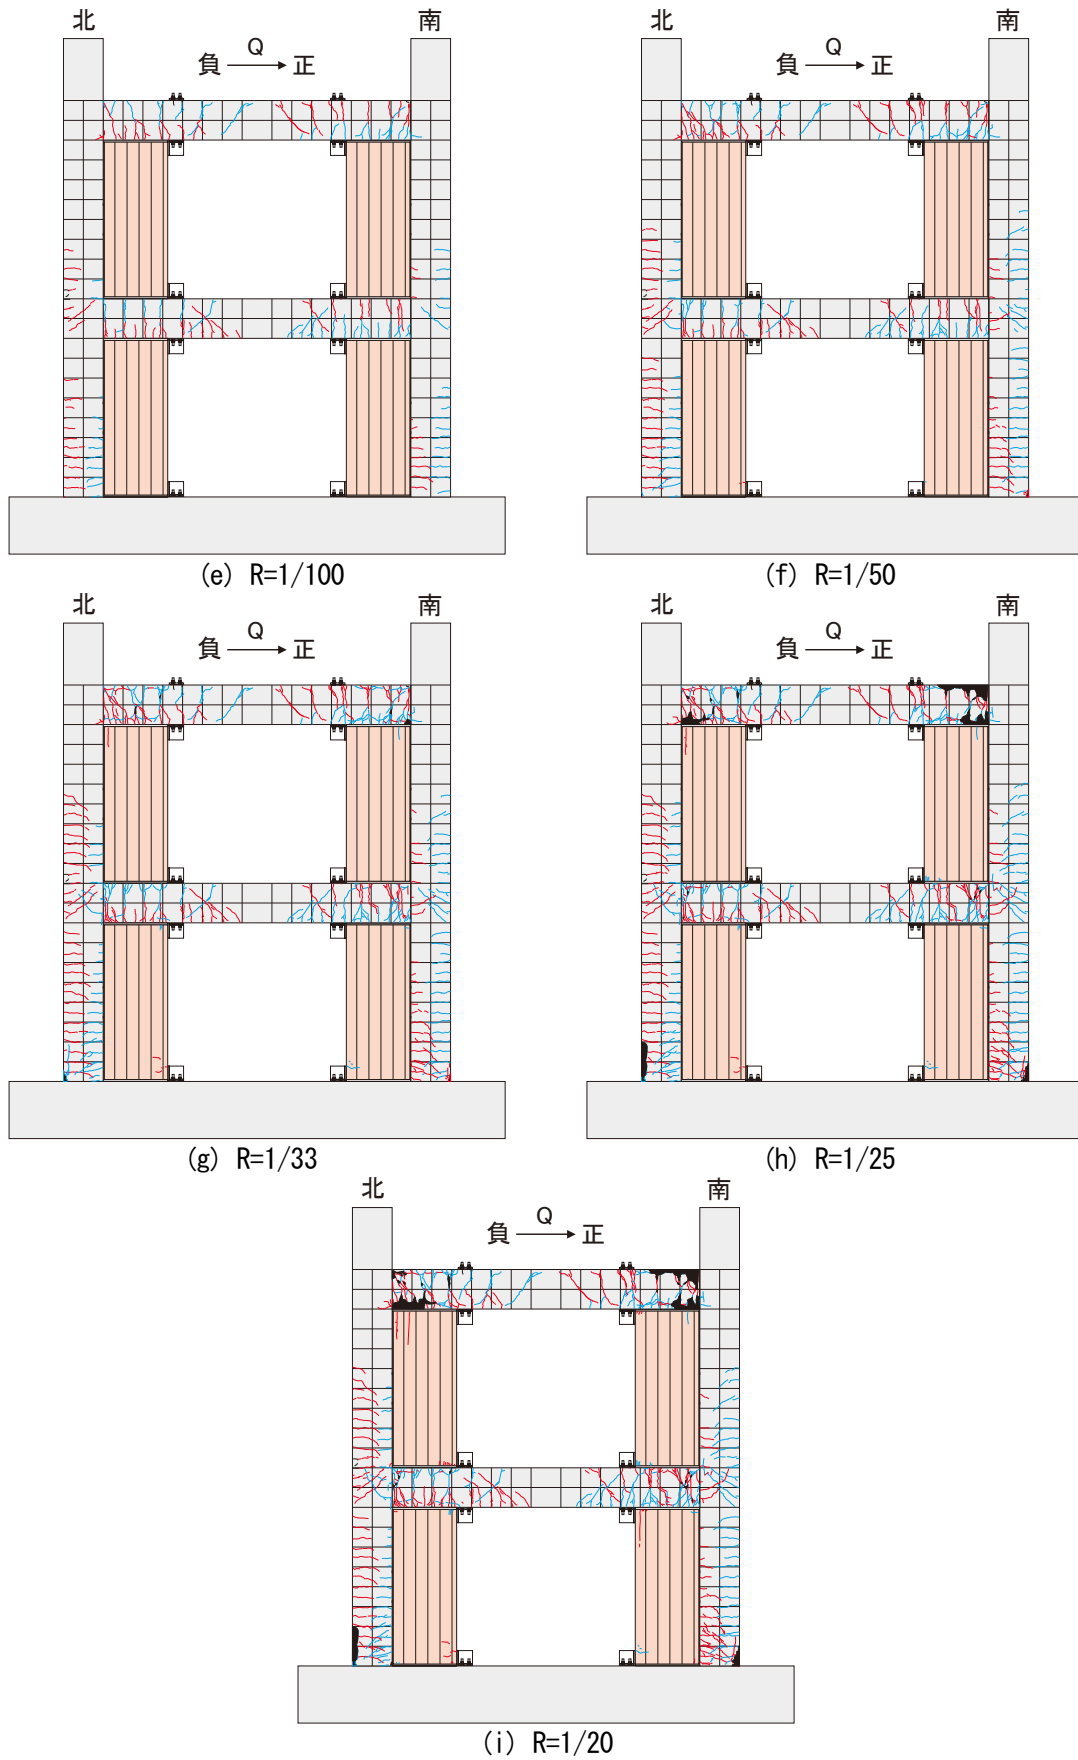 北 南
Q
負 正
北 南
Q
負 正
(e) R=1/100
(f) R=1/50
北 南
Q
負 正
北 南
Q
負 正
(g) R=1/33
(h) R=1/25
北 南
Q
負 正
(i) R=1/20